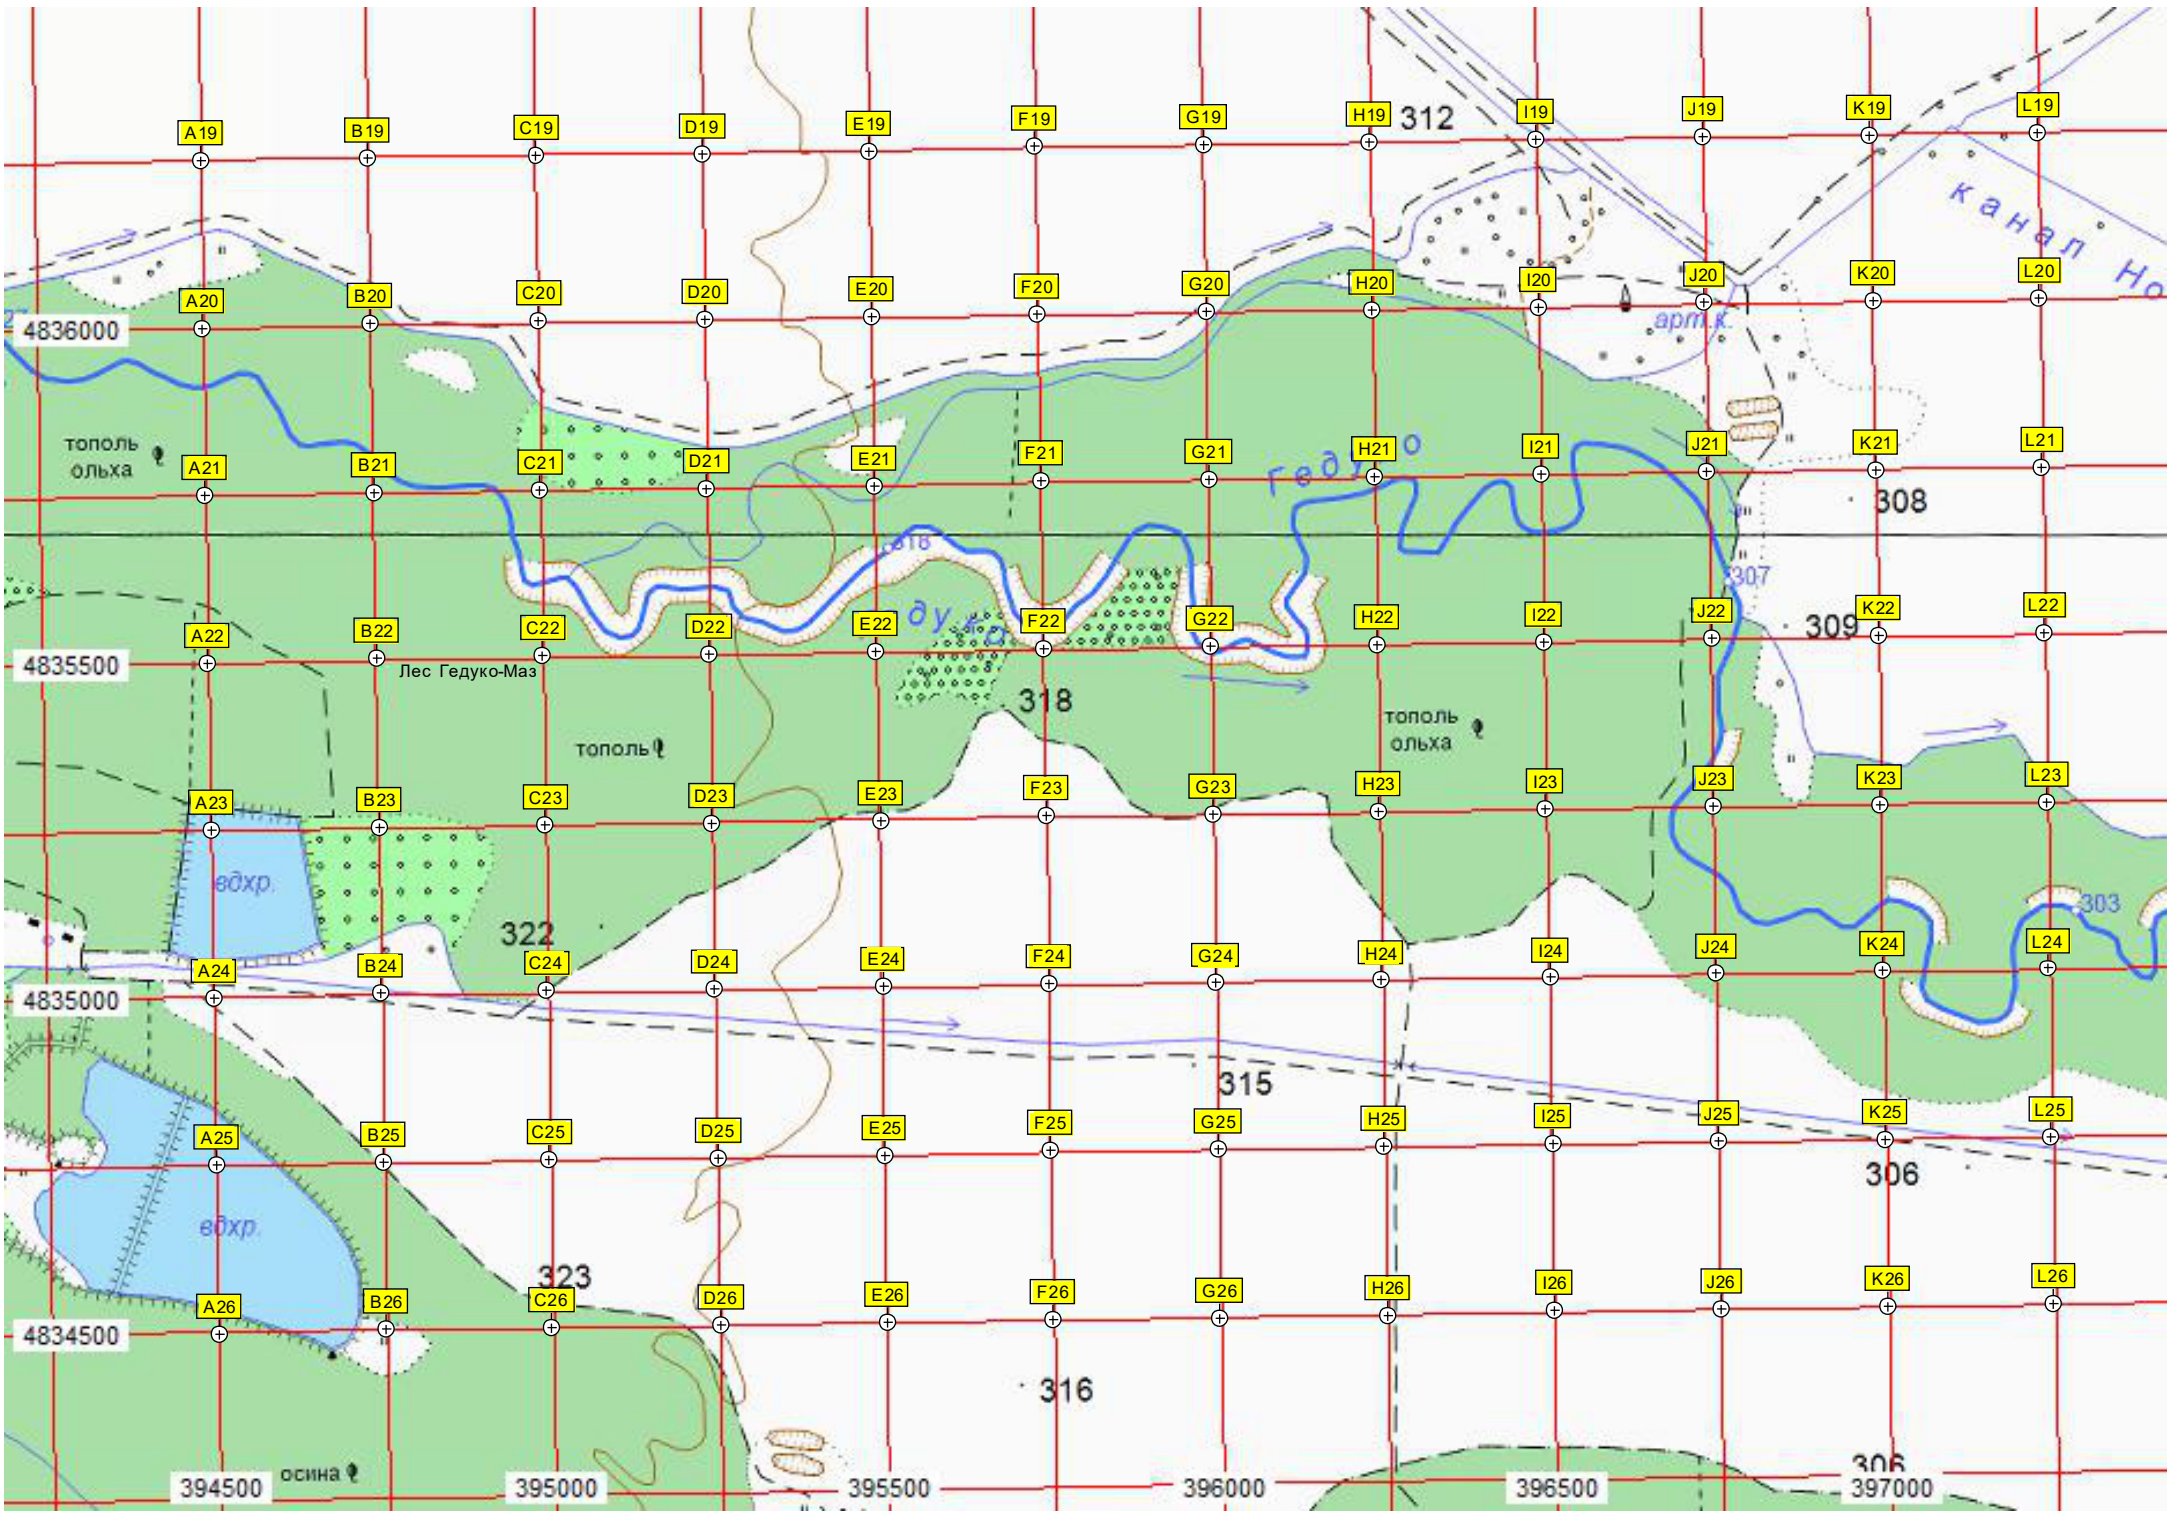 312
A19 B19 C19 D19 E19 F19 G19 H19 I19 J19 K19 L19
канал Но
A20 B20 C20 D20 E20 F20 G20 H20 I20 J20 K20 L20
4836000
арт.к.
тополь
ольха
Гедуко
A21 B21 C21 D21 E21 F21 G21 H21 I21 J21 K21 L21
308
318
307
дуко
309
A22 B22 C22 D22 E22 F22 G22 H22 I22 J22 K22 L22
4835500
Лес Гедуко-Маз
318
тополь
тополь
ольха
A23 B23 C23 D23 E23 F23 G23 H23 I23 J23 K23 L23
вдхр.
303
322
A24 B24 C24 D24 E24 F24 G24 H24 I24 J24 K24 L24
4835000
315
A25 B25 C25 D25 E25 F25 G25 H25 I25 J25 K25 L25
306
вдхр.
323
A26 B26 C26 D26 E26 F26 G26 H26 I26 J26 K26 L26
4834500
316
осина
306
394500 395000 395500 396000 396500 397000